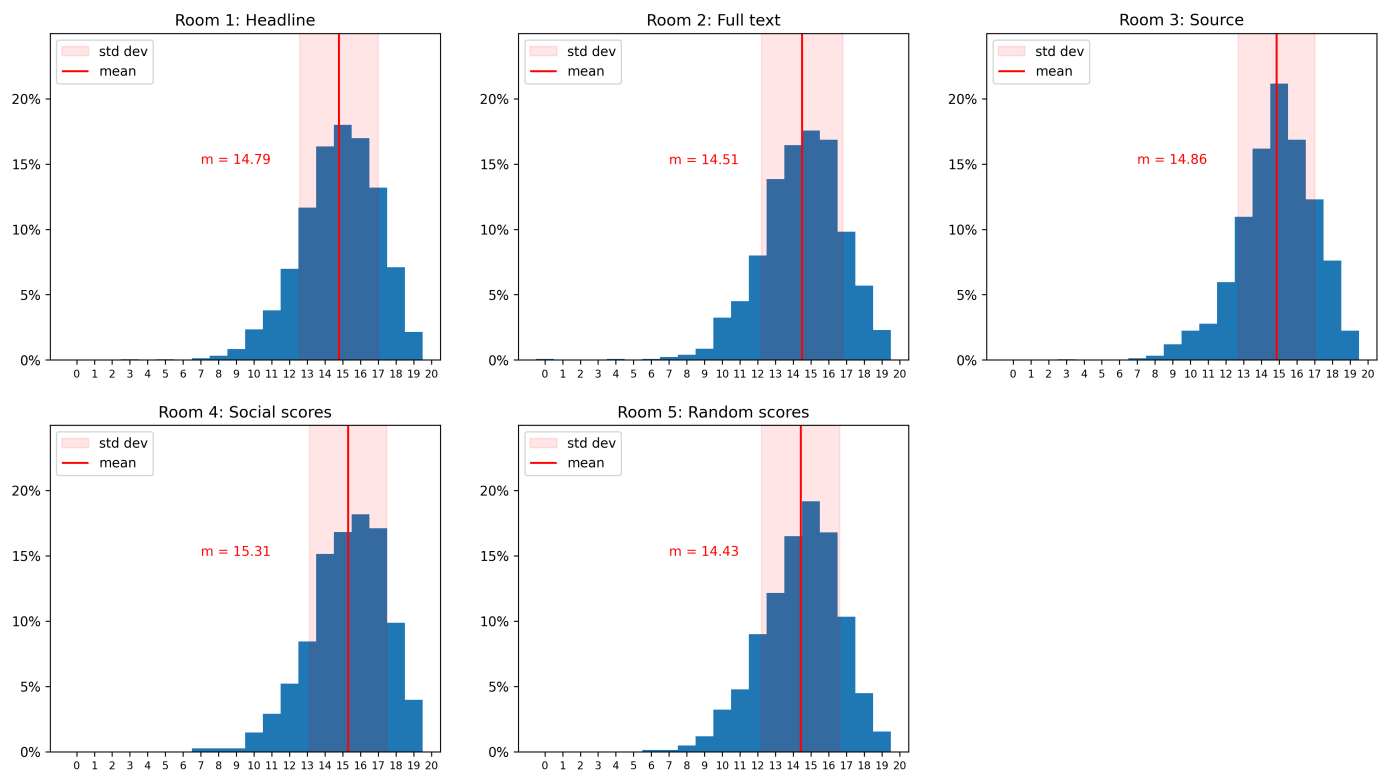 Room 1: Headline
std dev
mean
20%
15%
10%
5%
0%
m = 14.79
0 1 2 3 4 5 6 7 8 9 10 11 12 13 14 15 16 17 18 19 20
Room 2: Full text
std dev
mean
20%
15%
10%
5%
0%
m = 14.51
0 1 2 3 4 5 6 7 8 9 10 11 12 13 14 15 16 17 18 19 20
Room 3: Source
std dev
mean
20%
15%
10%
5%
0%
m = 14.86
0 1 2 3 4 5 6 7 8 9 10 11 12 13 14 15 16 17 18 19 20
Room 4: Social scores
std dev
mean
20%
15%
10%
5%
0%
m = 15.31
0 1 2 3 4 5 6 7 8 9 10 11 12 13 14 15 16 17 18 19 20
Room 5: Random scores
std dev
mean
20%
15%
10%
5%
0%
m = 14.43
0 1 2 3 4 5 6 7 8 9 10 11 12 13 14 15 16 17 18 19 20